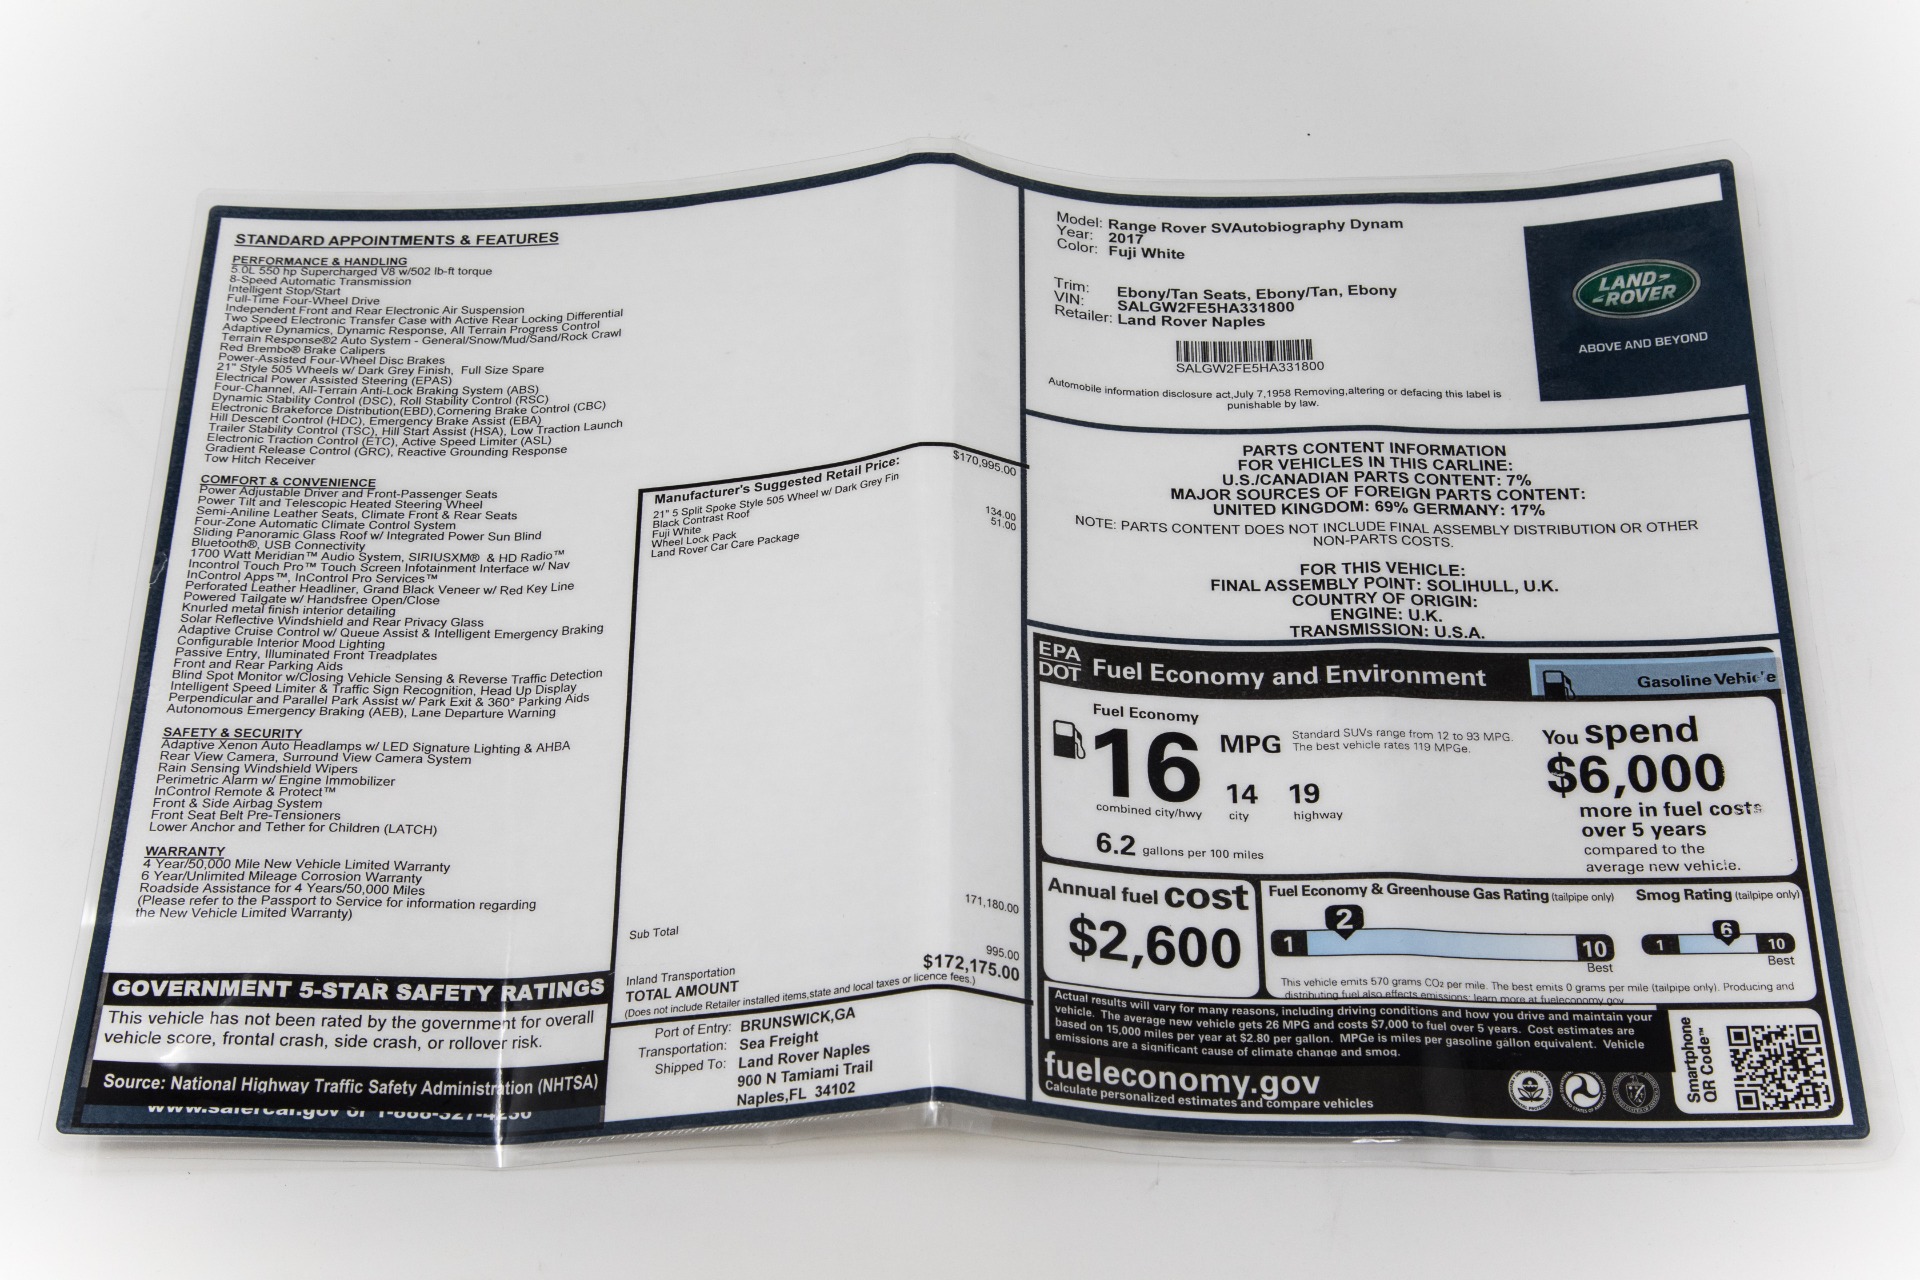 STANDARD APPOINTMENTS & FEATURES
PERFORMANCE & HANDLING
5.0L 550 hp Supercharged V8 w/502 lb-ft torque
8-Speed Automatic Transmission
Intelligent Stop/Start
Full-Time Four-Wheel Drive
Independent Front and Rear Electronic Air Suspension
Two Speed Electronic Transfer Case with Active Rear Locking Differential
Adaptive Dynamics, Dynamic Response, All Terrain Progress Control
Terrain Response®2 Auto System - General/Snow/Mud/Sand/Rock Crawl
Red Brembo® Brake Calipers
Power-Assisted Four-Wheel Disc Brakes
21" Style 505 Wheels w/ Dark Grey Finish, Full Size Spare
Electrical Power Assisted Steering (EPAS)
Four-Channel, All-Terrain Anti-Lock Braking System (ABS)
Dynamic Stability Control (DSC), Roll Stability Control (RSC)
Electronic Brakeforce Distribution(EBD),Cornering Brake Control (CBC)
Hill Descent Control (HDC), Emergency Brake Assist (EBA)
Trailer Stability Control (TSC), Hill Start Assist (HSA), Low Traction Launch
Electronic Traction Control (ETC), Active Speed Limiter (ASL)
Gradient Release Control (GRC), Reactive Grounding Response
Tow Hitch Receiver
COMFORT & CONVENIENCE
Power Adjustable Driver and Front-Passenger Seats
Power Tilt and Telescopic Heated Steering Wheel
Semi-Aniline Leather Seats, Climate Front & Rear Seats
Four-Zone Automatic Climate Control System
Sliding Panoramic Glass Roof w/ Integrated Power Sun Blind
Bluetooth®, USB Connectivity
1700 Watt Meridian™ Audio System, SIRIUSXM® & HD Radio™
Incontrol Touch Pro™ Touch Screen Infotainment Interface w/ Nav
InControl Apps™, InControl Pro Services™
Perforated Leather Headliner, Grand Black Veneer w/ Red Key Line
Powered Tailgate w/ Handsfree Open/Close
Knurled metal finish interior detailing
Solar Reflective Windshield and Rear Privacy Glass
Adaptive Cruise Control w/ Queue Assist & Intelligent Emergency Braking
Configurable Interior Mood Lighting
Passive Entry, Illuminated Front Treadplates
Front and Rear Parking Aids
Blind Spot Monitor w/Closing Vehicle Sensing & Reverse Traffic Detection
Intelligent Speed Limiter & Traffic Sign Recognition, Head Up Display
Perpendicular and Parallel Park Assist w/ Park Exit & 360° Parking Aids
Autonomous Emergency Braking (AEB), Lane Departure Warning
SAFETY & SECURITY
Adaptive Xenon Auto Headlamps w/ LED Signature Lighting & AHBA
Rear View Camera, Surround View Camera System
Rain Sensing Windshield Wipers
Perimetric Alarm w/ Engine Immobilizer
InControl Remote & Protect™
Front & Side Airbag System
Front Seat Belt Pre-Tensioners
Lower Anchor and Tether for Children (LATCH)
WARRANTY
4 Year/50,000 Mile New Vehicle Limited Warranty
6 Year/Unlimited Mileage Corrosion Warranty
Roadside Assistance for 4 Years/50,000 Miles
(Please refer to the Passport to Service for information regarding
the New Vehicle Limited Warranty)
GOVERNMENT 5-STAR SAFETY RATINGS
This vehicle has not been rated by the government for overall
vehicle score, frontal crash, side crash, or rollover risk.
Source: National Highway Traffic Safety Administration (NHTSA)
www.safercar.gov or 1-888-327-4236
Manufacturer's Suggested Retail Price: $170,995.00
21" 5 Split Spoke Style 505 Wheel w/ Dark Grey Fin
Black Contrast Roof
Fuji White
Wheel Lock Pack 134.00
Land Rover Car Care Package 51.00
Sub Total 171,180.00
Inland Transportation 995.00
TOTAL AMOUNT $172,175.00
(Does not include Retailer installed items,state and local taxes or licence fees.)
Port of Entry: BRUNSWICK,GA
Transportation: Sea Freight
Shipped To: Land Rover Naples
900 N Tamiami Trail
Naples,FL 34102
Model: Range Rover SVAutobiography Dynam
Year: 2017
Color: Fuji White
Trim: Ebony/Tan Seats, Ebony/Tan, Ebony
VIN: SALGW2FE5HA331800
Retailer: Land Rover Naples
SALGW2FE5HA331800
Automobile information disclosure act,July 7,1958 Removing,altering or defacing this label is
punishable by law.
LAND-
-ROVER
ABOVE AND BEYOND
PARTS CONTENT INFORMATION
FOR VEHICLES IN THIS CARLINE:
U.S./CANADIAN PARTS CONTENT: 7%
MAJOR SOURCES OF FOREIGN PARTS CONTENT:
UNITED KINGDOM: 69% GERMANY: 17%
NOTE: PARTS CONTENT DOES NOT INCLUDE FINAL ASSEMBLY DISTRIBUTION OR OTHER
NON-PARTS COSTS.
FOR THIS VEHICLE:
FINAL ASSEMBLY POINT: SOLIHULL, U.K.
COUNTRY OF ORIGIN:
ENGINE: U.K.
TRANSMISSION: U.S.A.
EPA
DOT Fuel Economy and Environment
Gasoline Vehicle
Fuel Economy
16 MPG
Standard SUVs range from 12 to 93 MPG.
The best vehicle rates 119 MPGe.
14 19
combined city/hwy city highway
6.2 gallons per 100 miles
You spend
$6,000
more in fuel costs
over 5 years
compared to the
average new vehicle.
Annual fuel cost
$2,600
Fuel Economy & Greenhouse Gas Rating (tailpipe only)
2
1 10
Best
Smog Rating (tailpipe only)
6
1 10
Best
This vehicle emits 570 grams CO2 per mile. The best emits 0 grams per mile (tailpipe only). Producing and
distributing fuel also effects emissions; learn more at fueleconomy.gov
Actual results will vary for many reasons, including driving conditions and how you drive and maintain your
vehicle. The average new vehicle gets 26 MPG and costs $7,000 to fuel over 5 years. Cost estimates are
based on 15,000 miles per year at $2.80 per gallon. MPGe is miles per gasoline gallon equivalent. Vehicle
emissions are a significant cause of climate change and smog.
fueleconomy.gov
Calculate personalized estimates and compare vehicles
Smartphone
QR Code™